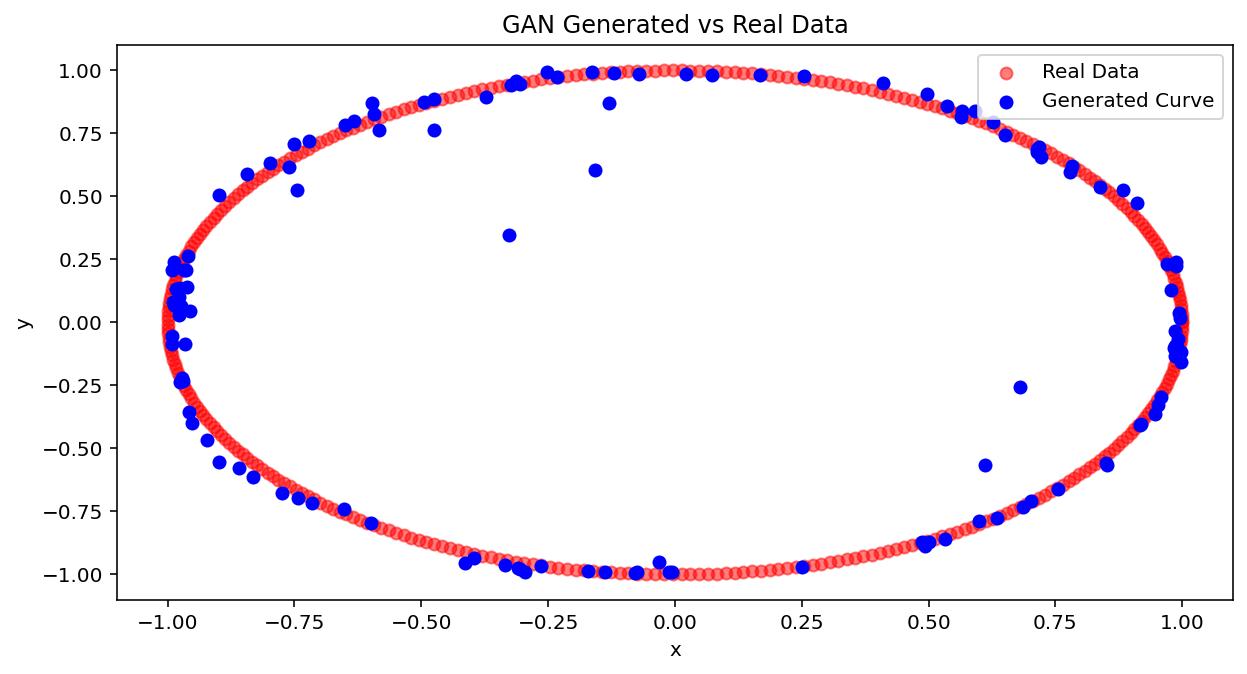 GAN Generated vs Real Data
Real Data
Generated Curve
1.00
0.75
0.50
0.25
0.00
−0.25
−0.50
−0.75
−1.00
y
−1.00 −0.75 −0.50 −0.25 0.00 0.25 0.50 0.75 1.00
x